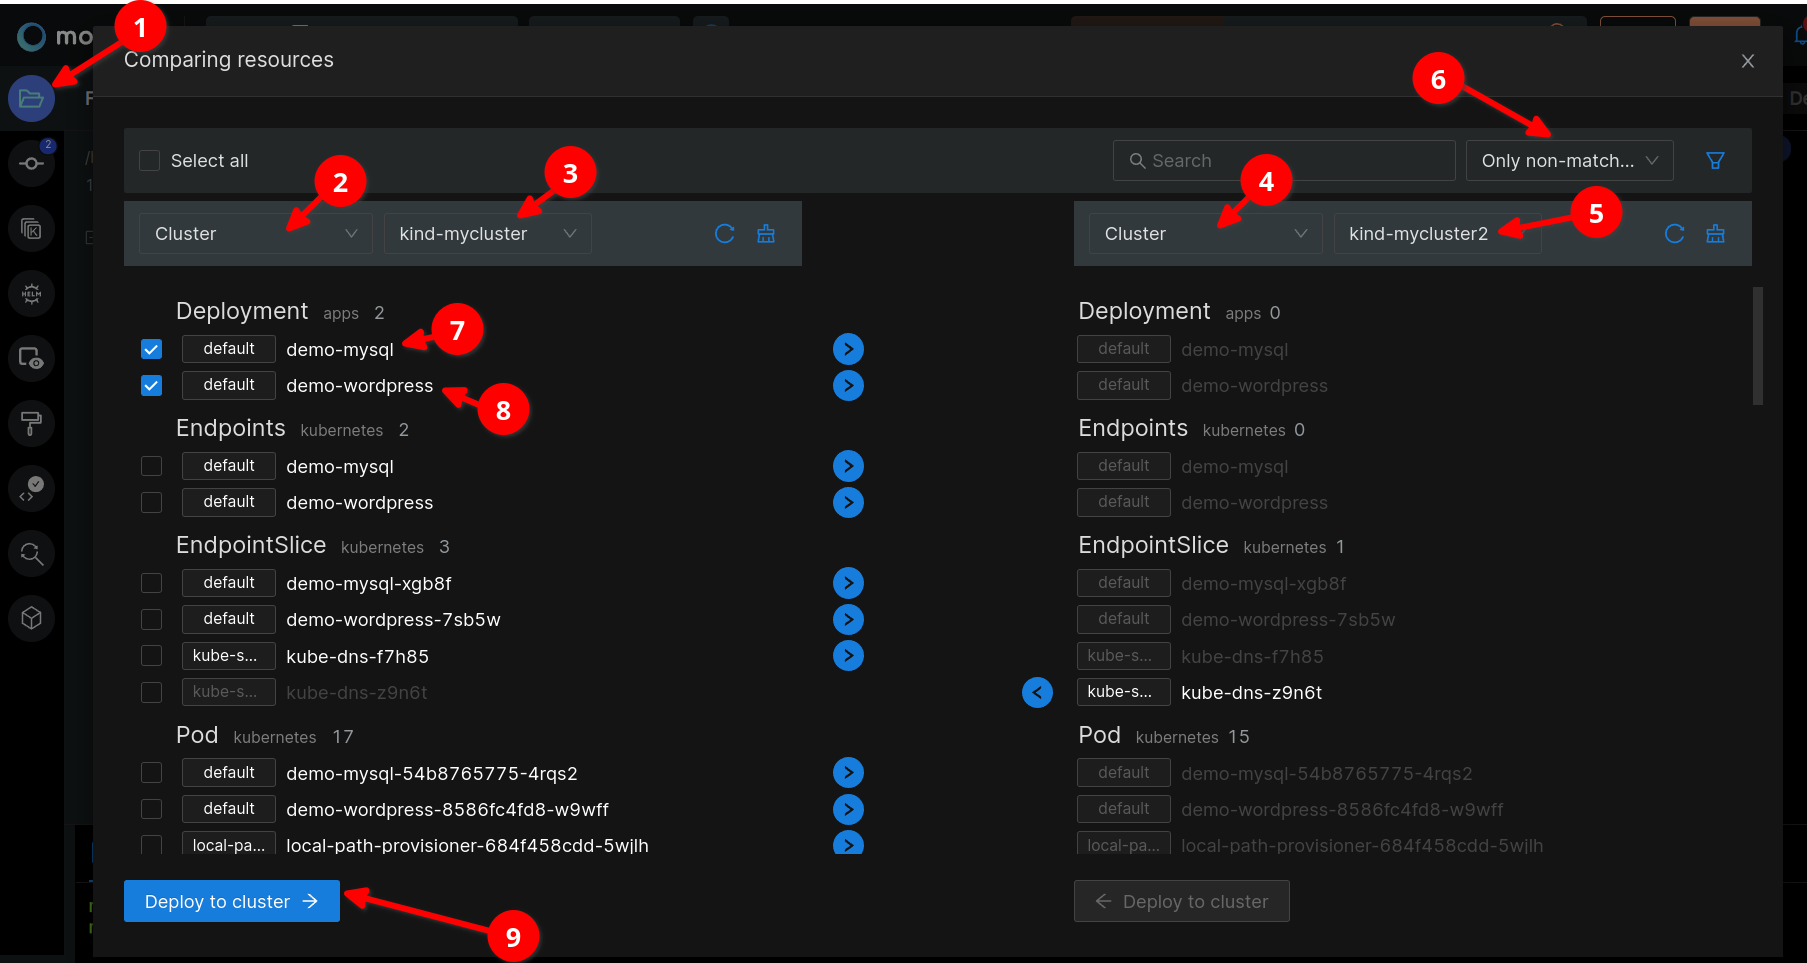 1
mo
Comparing resources
6
F
De
2
Select all
Search
Only non-match...
2
3
4
5
Cluster
kind-mycluster
Cluster
kind-mycluster2
Deployment apps 2
Deployment apps 0
7
default demo-mysql
default demo-mysql
default demo-wordpress
default demo-wordpress
8
Endpoints kubernetes 2
Endpoints kubernetes 0
default demo-mysql
default demo-mysql
default demo-wordpress
default demo-wordpress
EndpointSlice kubernetes 3
EndpointSlice kubernetes 1
default demo-mysql-xgb8f
default demo-mysql-xgb8f
default demo-wordpress-7sb5w
default demo-wordpress-7sb5w
kube-s... kube-dns-f7h85
kube-s... kube-dns-f7h85
kube-s... kube-dns-z9n6t
kube-s... kube-dns-z9n6t
Pod kubernetes 17
Pod kubernetes 15
default demo-mysql-54b8765775-4rqs2
default demo-mysql-54b8765775-4rqs2
default demo-wordpress-8586fc4fd8-w9wff
default demo-wordpress-8586fc4fd8-w9wff
local-pa... local-path-provisioner-684f458cdd-5wjlh
local-pa... local-path-provisioner-684f458cdd-5wjlh
Deploy to cluster →
← Deploy to cluster
9
K
HELM